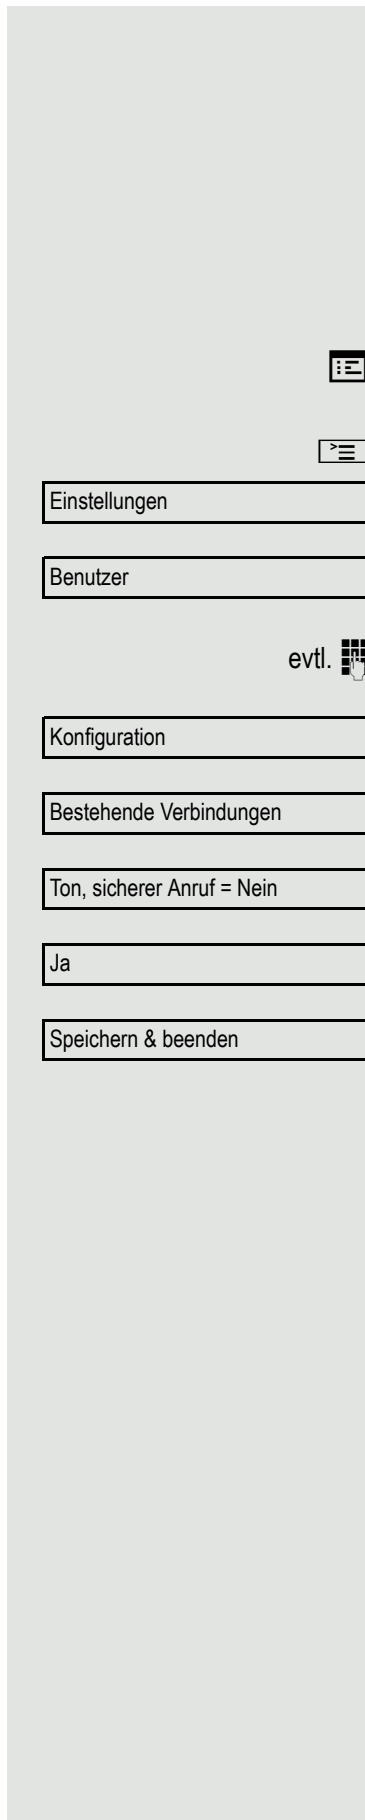 Einstellungen
Benutzer
evtl.
Konfiguration
Bestehende Verbindungen
Ton, sicherer Anruf = Nein
Ja
Speichern & beenden